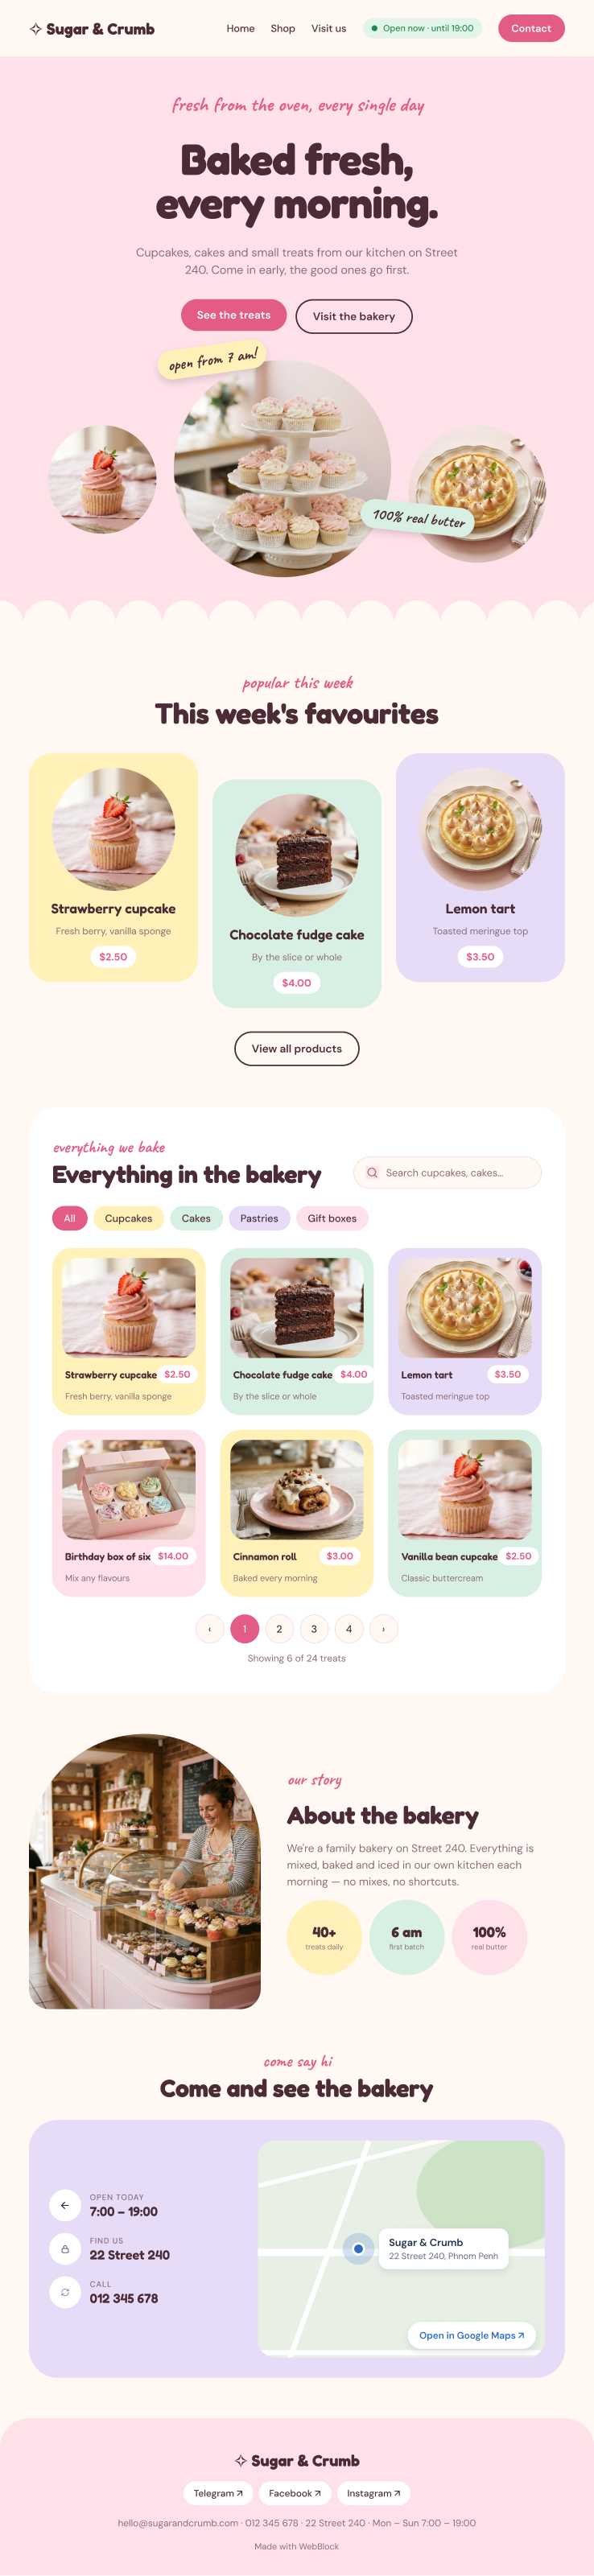 Sugar & Crumb
Home
Shop
Visit us
Open now · until 19:00
Contact
fresh from the oven, every single day
Baked fresh,
every morning.
Cupcakes, cakes and small treats from our kitchen on Street
240. Come in early, the good ones go first.
See the treats
Visit the bakery
open from 7 am!
100% real butter
popular this week
This week's favourites
Strawberry cupcake
Fresh berry, vanilla sponge
$2.50
Chocolate fudge cake
By the slice or whole
$4.00
Lemon tart
Toasted meringue top
$3.50
View all products
everything we bake
Everything in the bakery
Search cupcakes, cakes...
All
Cupcakes
Cakes
Pastries
Gift boxes
Strawberry cupcake
$2.50
Fresh berry, vanilla sponge
Chocolate fudge cake
$4.00
By the slice or whole
Lemon tart
$3.50
Toasted meringue top
Birthday box of six
$14.00
Mix any flavours
Cinnamon roll
$3.00
Baked every morning
Vanilla bean cupcake
$2.50
Classic buttercream
‹
1
2
3
4
›
Showing 6 of 24 treats
our story
About the bakery
We're a family bakery on Street 240. Everything is
mixed, baked and iced in our own kitchen each
morning — no mixes, no shortcuts.
40+
treats daily
6 am
first batch
100%
real butter
come say hi
Come and see the bakery
OPEN TODAY
7:00 – 19:00
FIND US
22 Street 240
CALL
012 345 678
Sugar & Crumb
22 Street 240, Phnom Penh
Open in Google Maps ↗
Sugar & Crumb
Telegram ↗
Facebook ↗
Instagram ↗
hello@sugarandcrumb.com · 012 345 678 · 22 Street 240 · Mon – Sun 7:00 – 19:00
Made with WebBlock